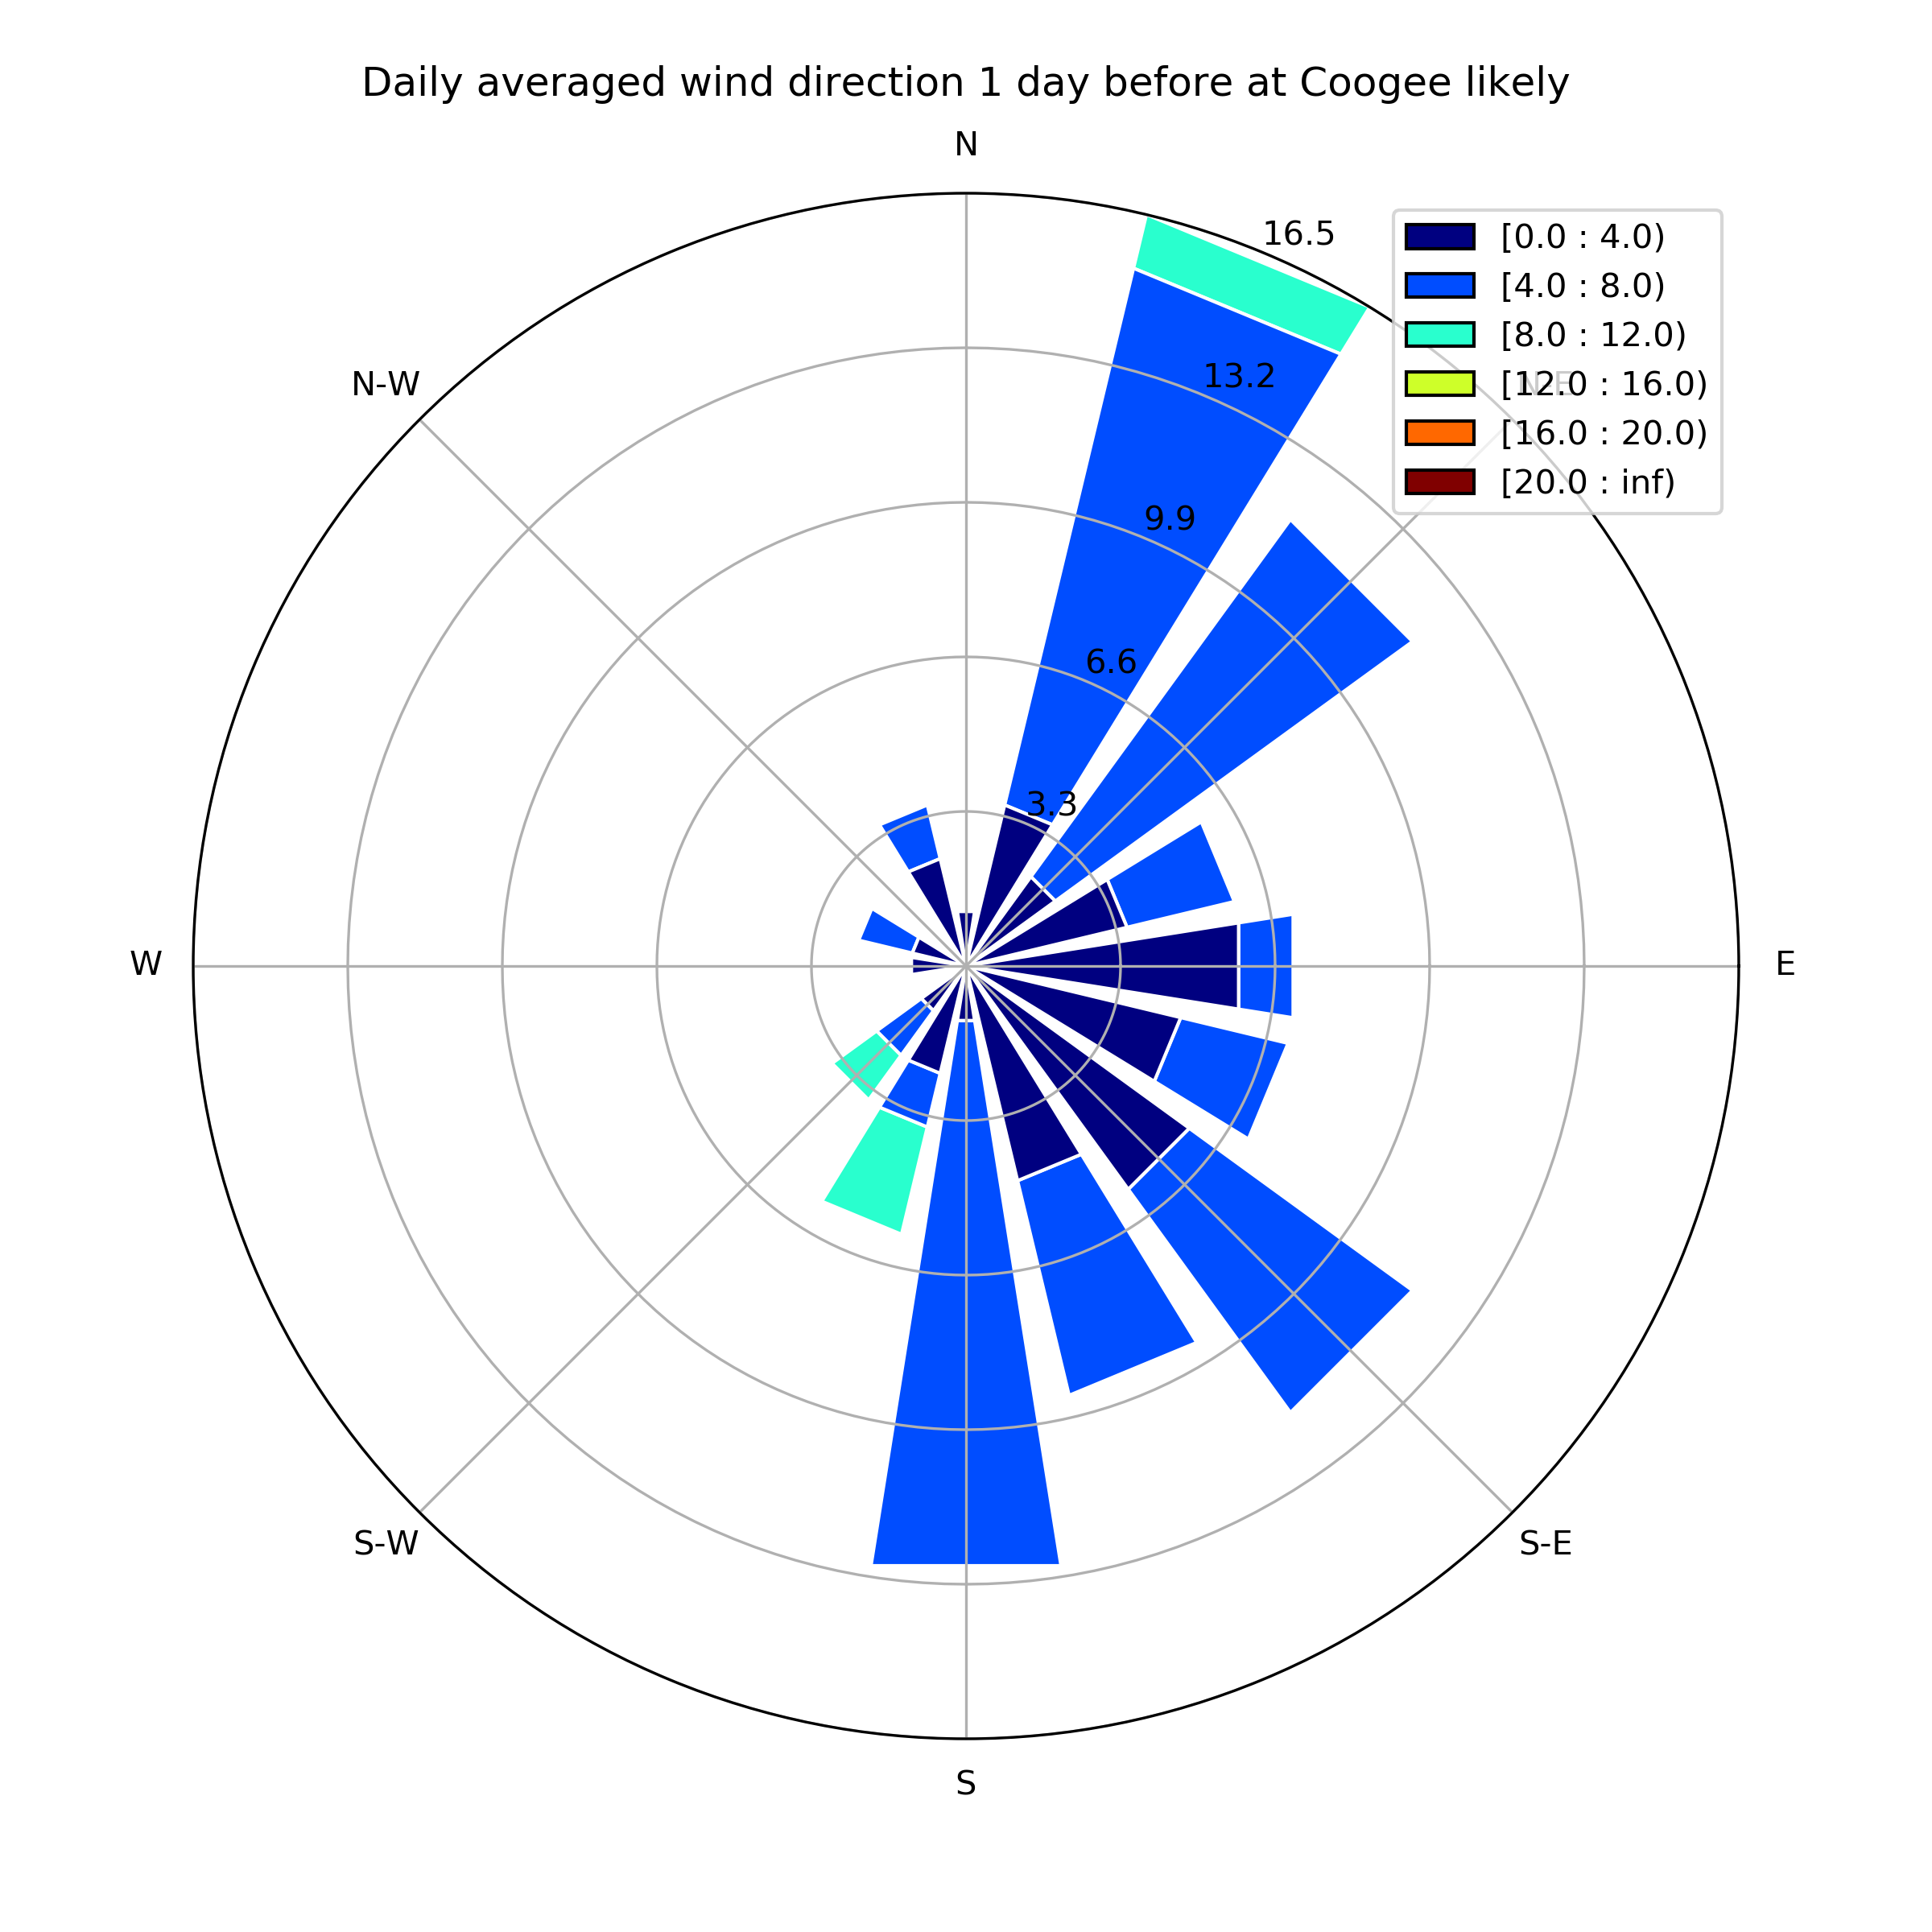 Daily averaged wind direction 1 day before at Coogee likely
N
16.5
[0.0 : 4.0)
[4.0 : 8.0)
[8.0 : 12.0)
N-W
13.2
N-E
[12.0 : 16.0)
[16.0 : 20.0)
[20.0 : inf)
9.9
6.6
3.3
W
E
S-W
S-E
S